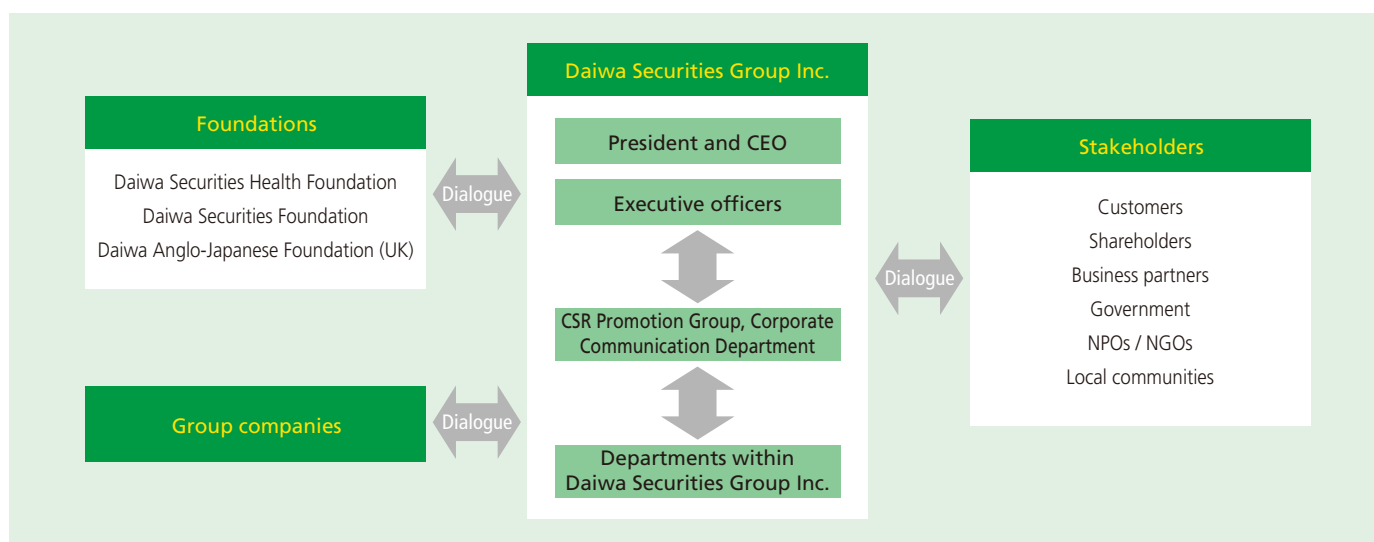 Foundations
Daiwa Securities Health Foundation
Daiwa Securities Foundation
Daiwa Anglo-Japanese Foundation (UK)
Dialogue
Group companies
Dialogue
Daiwa Securities Group Inc.
President and CEO
Executive officers
CSR Promotion Group, Corporate
Communication Department
Departments within
Daiwa Securities Group Inc.
Dialogue
Stakeholders
Customers
Shareholders
Business partners
Government
NPOs / NGOs
Local communities